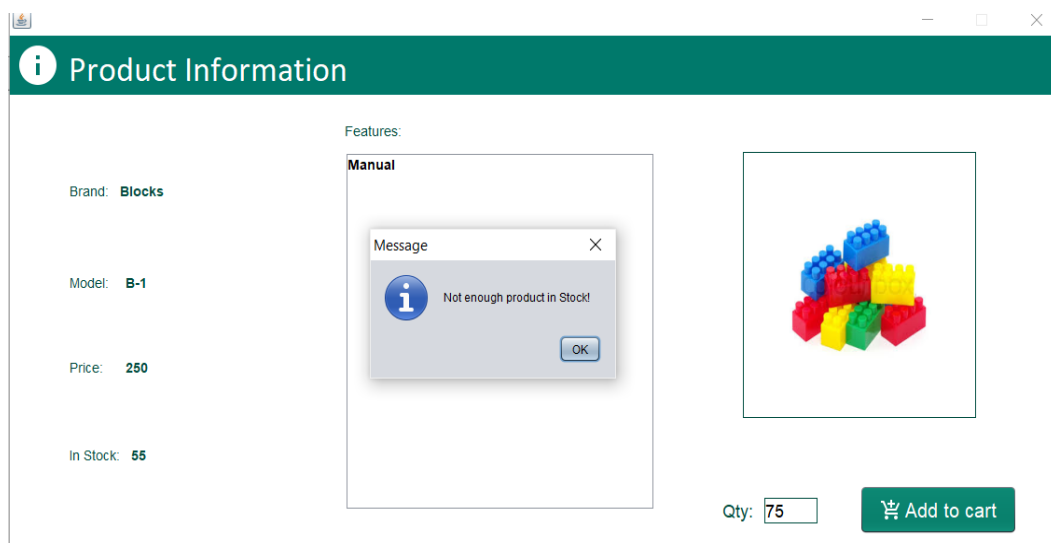 Product Information
Features:
Manual
Brand: Blocks
Message
Not enough product in Stock!
OK
Model: B-1
Price: 250
In Stock: 55
Qty: 75
Add to cart